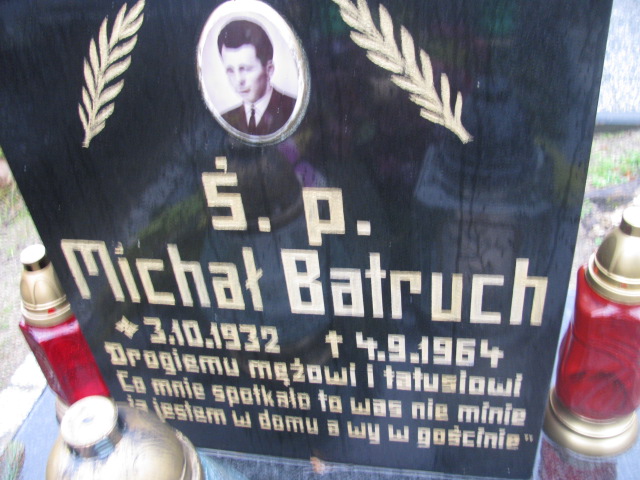 Ś. p.
Michał Batruch
* 3.10.1932 † 4.9.1964
Drogiemu mężowi i tatusiowi
Co mnie spotkało to was nie minie
ja jestem w domu a wy w gościnie"